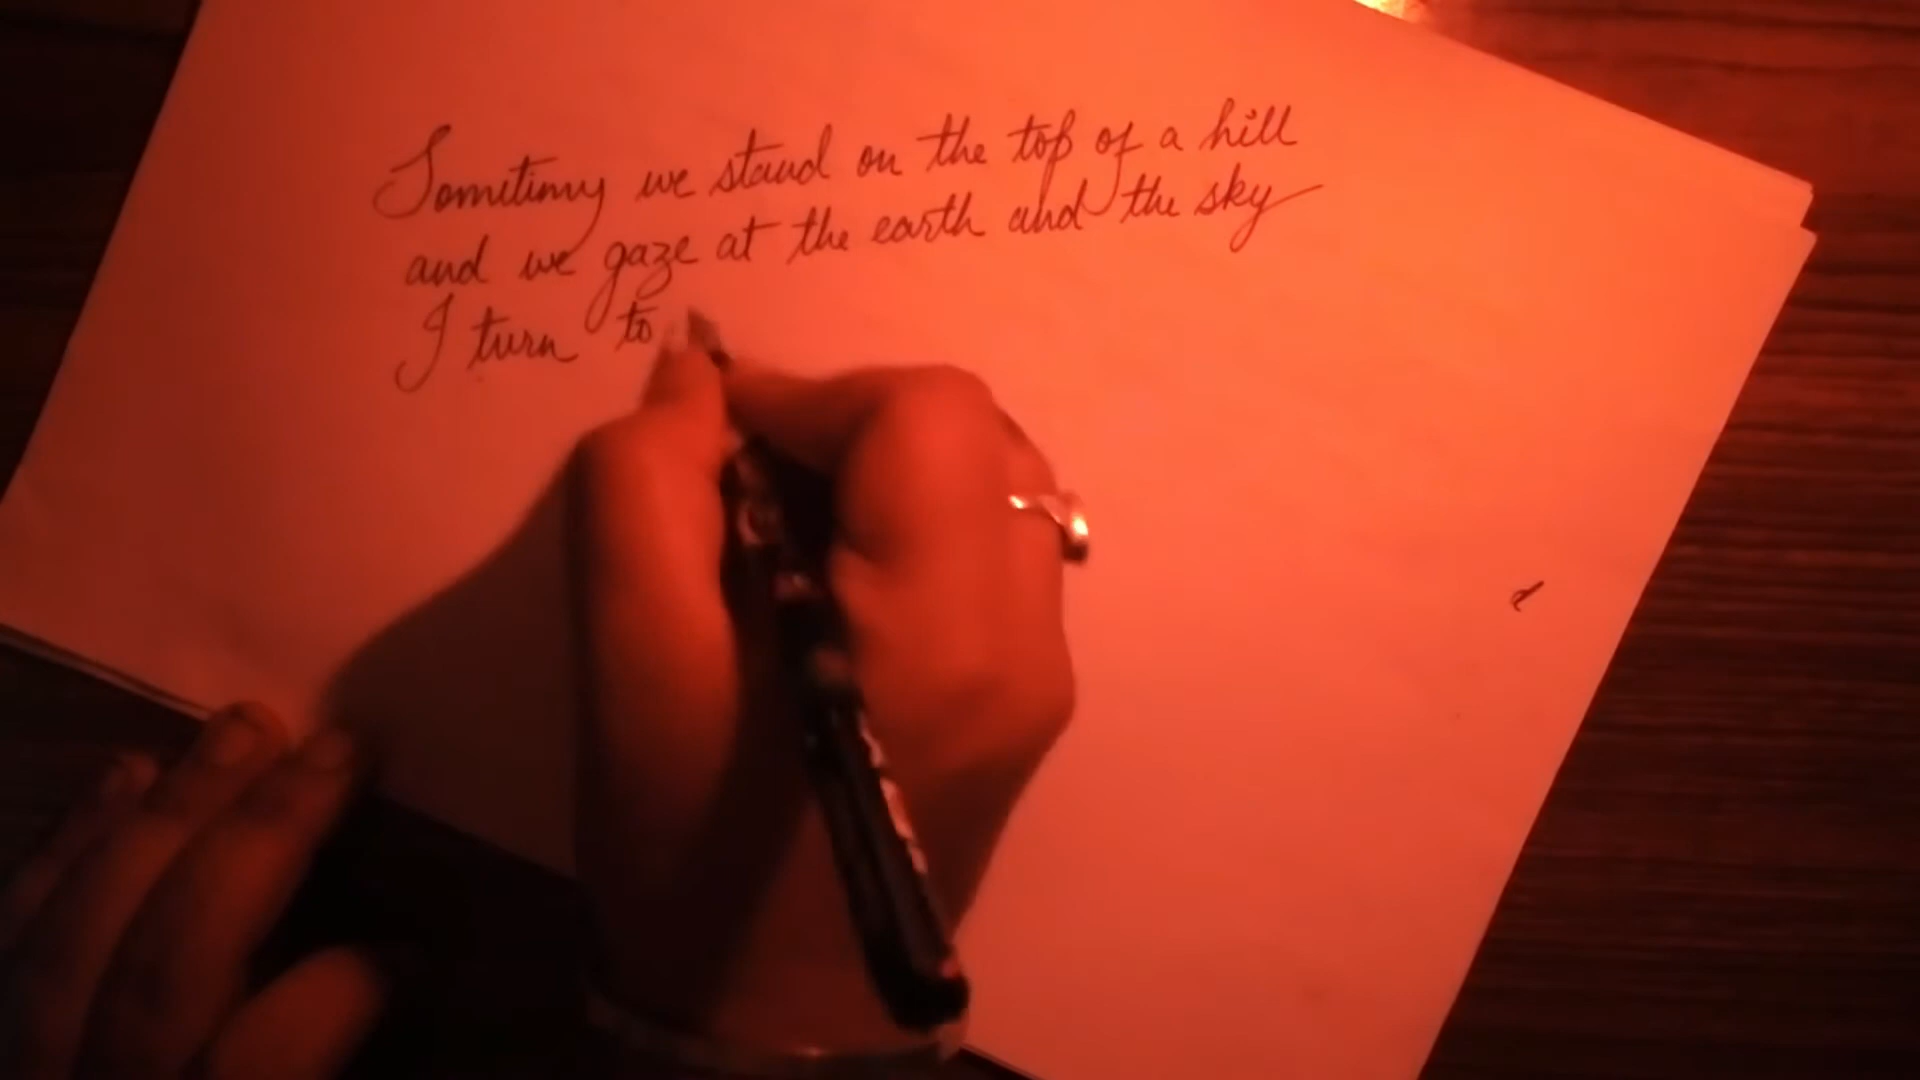 Sometimes we stand on the top of a hill
and we gaze at the earth and the sky
I turn to